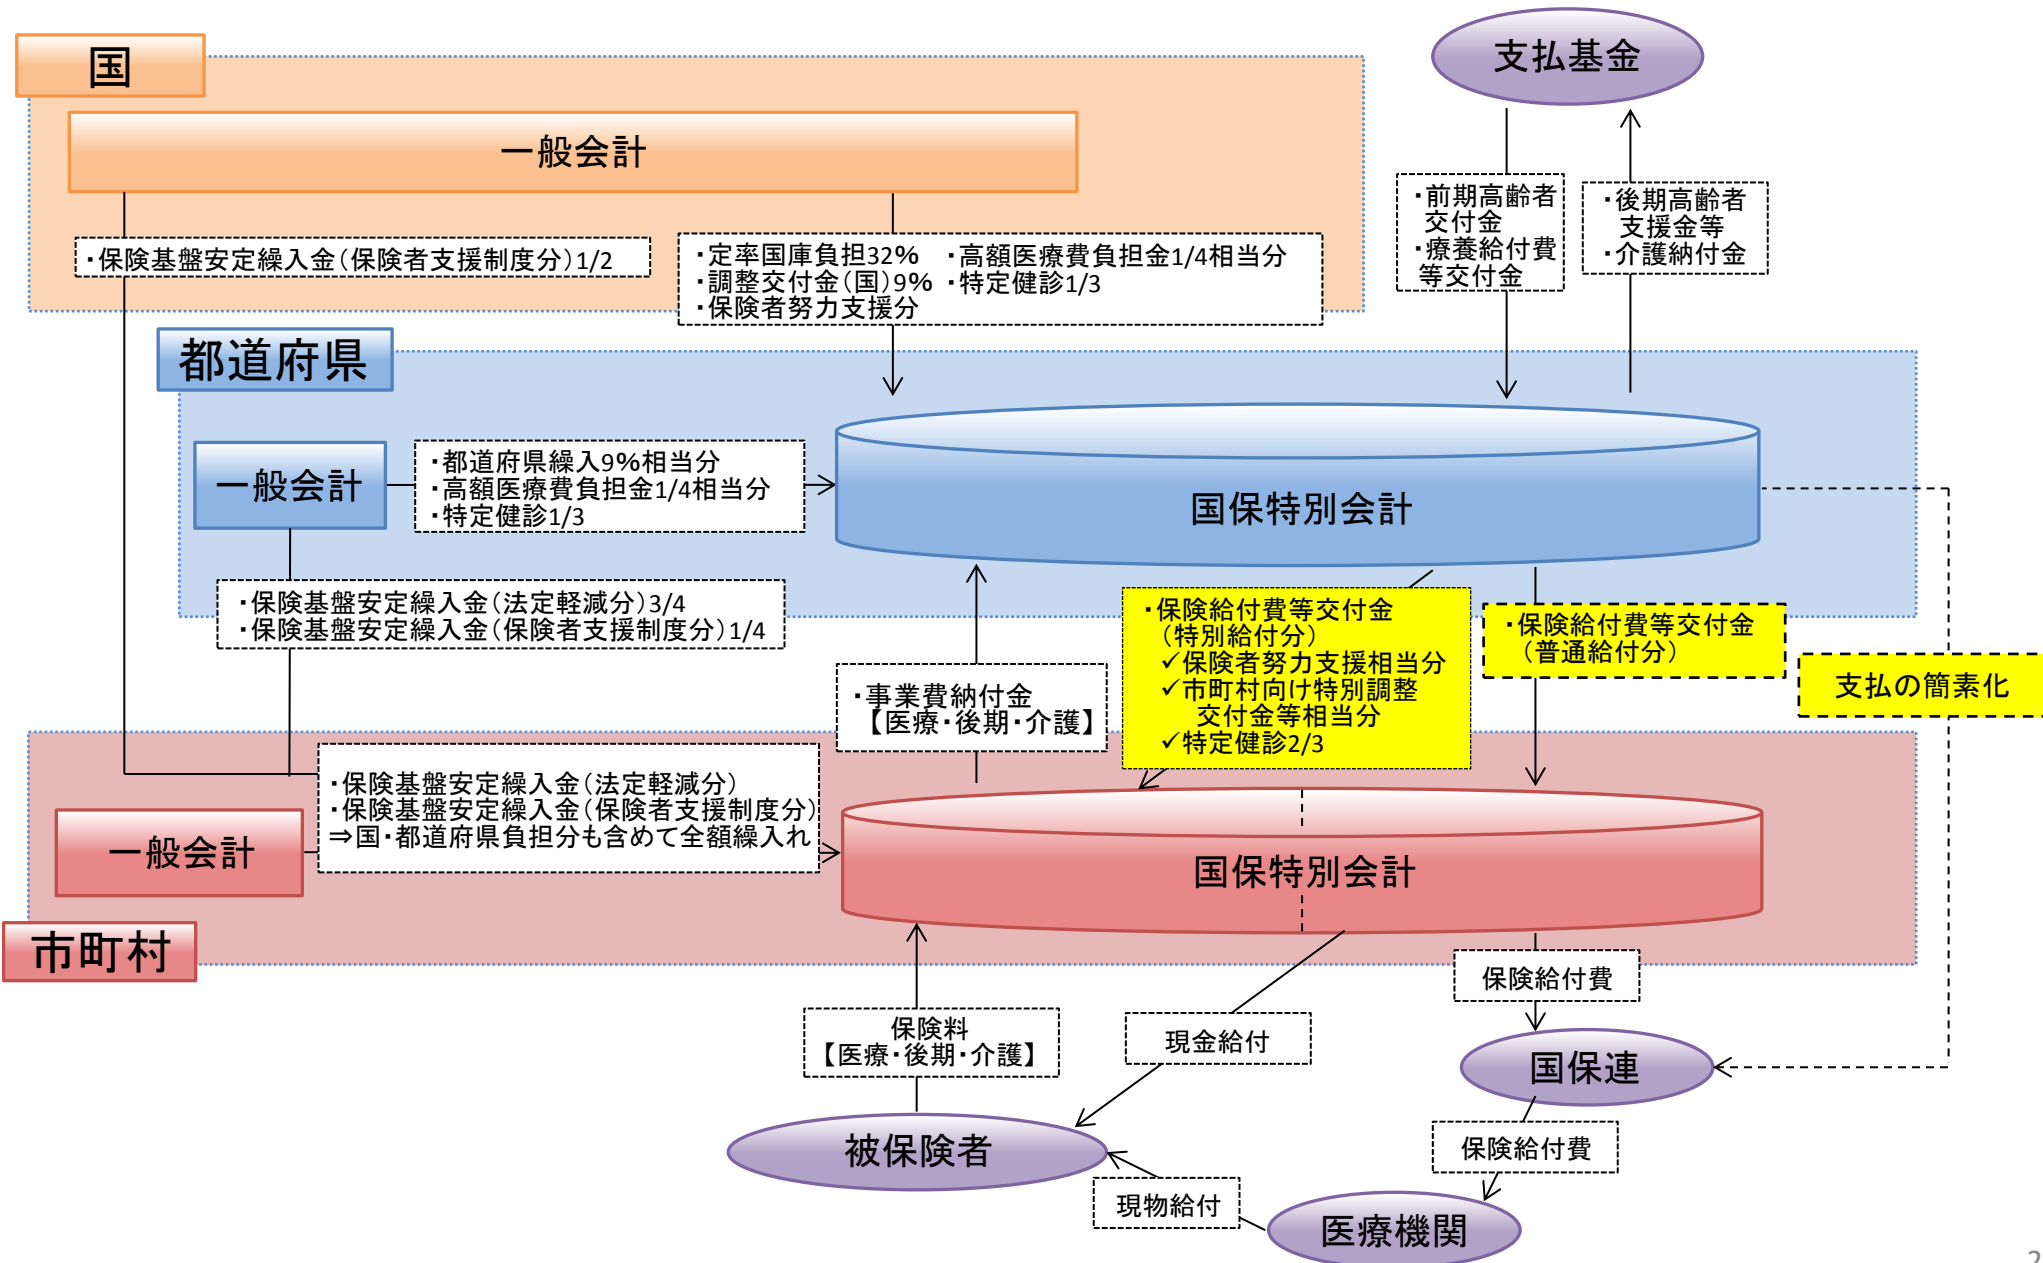 国
支払基金
一般会計
・前期高齢者
交付金
・療養給付費
等交付金
・後期高齢者
支援金等
・介護納付金
・保険基盤安定繰入金（保険者支援制度分）1/2
・定率国庫負担32%
・調整交付金（国）9%
・保険者努力支援分
・高額医療費負担金1/4相当分
・特定健診1/3
都道府県
一般会計
・都道府県繰入9%相当分
・高額医療費負担金1/4相当分
・特定健診1/3
国保特別会計
・保険基盤安定繰入金（法定軽減分）3/4
・保険基盤安定繰入金（保険者支援制度分）1/4
・事業費納付金
【医療・後期・介護】
・保険給付費等交付金
（特別給付分）
✓保険者努力支援相当分
✓市町村向け特別調整
交付金等相当分
✓特定健診2/3
・保険給付費等交付金
（普通給付分）
支払の簡素化
・保険基盤安定繰入金（法定軽減分）
・保険基盤安定繰入金（保険者支援制度分）
⇒国・都道府県負担分も含めて全額繰入れ
一般会計
国保特別会計
市町村
保険料
【医療・後期・介護】
現金給付
保険給付費
国保連
被保険者
保険給付費
現物給付
医療機関
2